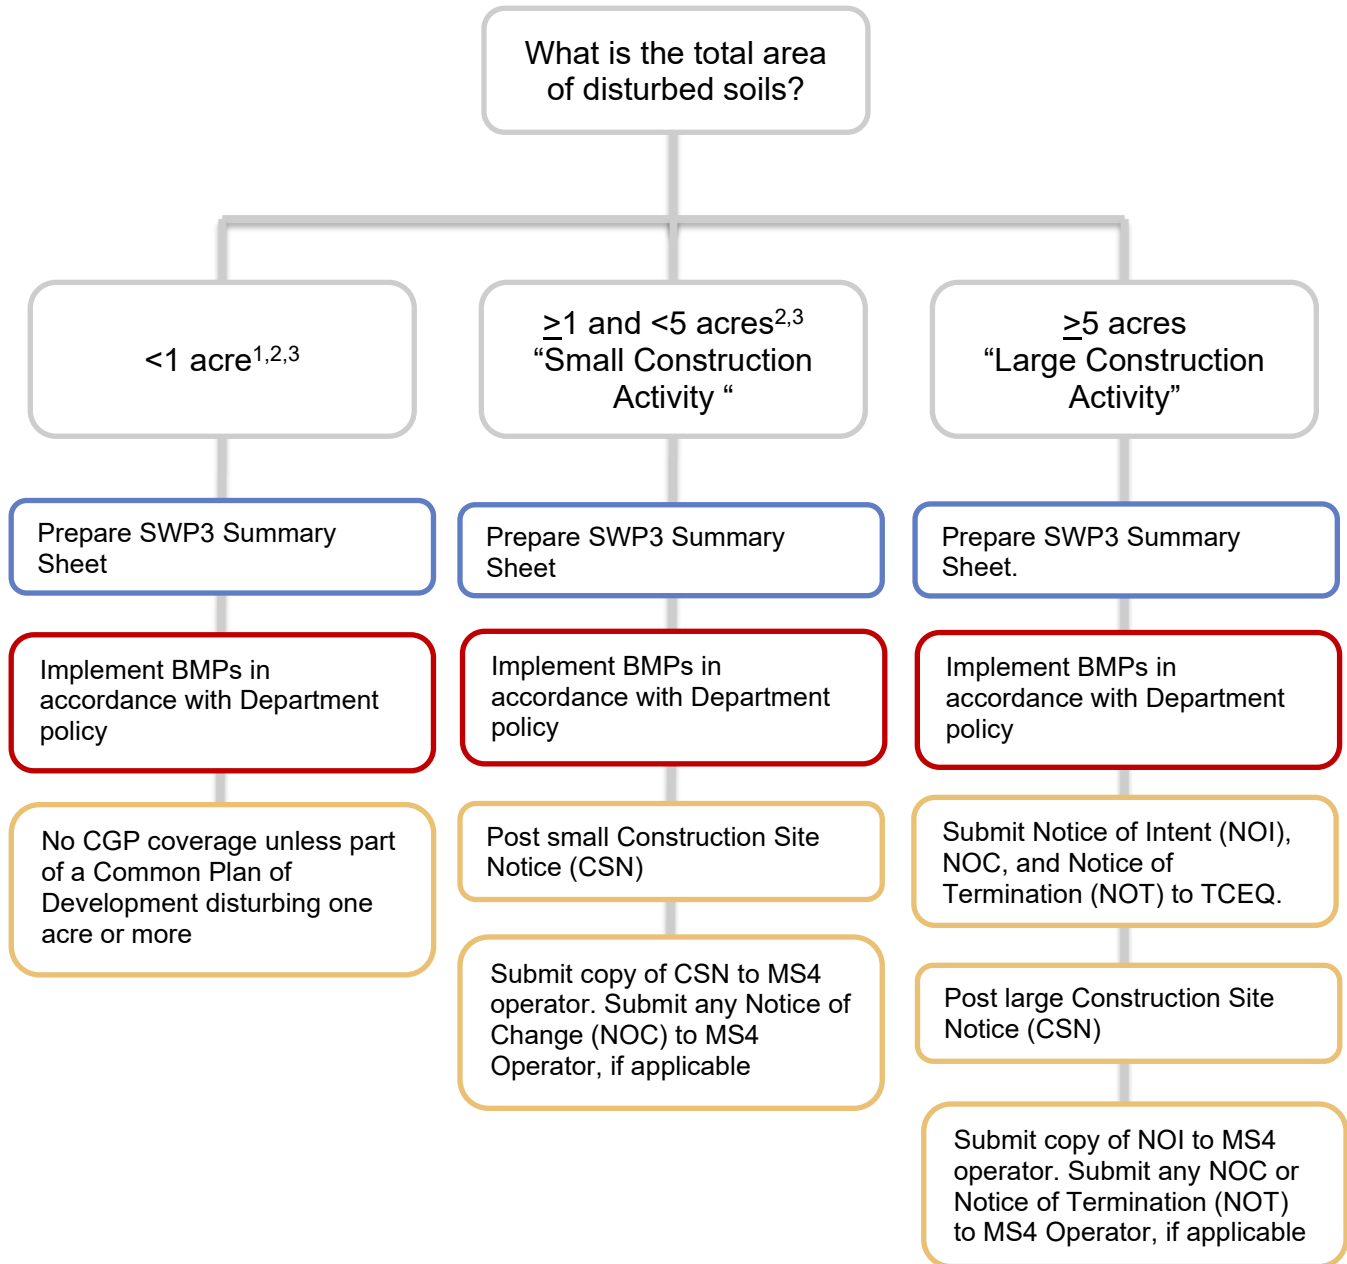 What is the total area
of disturbed soils?
<1 acre1,2,3
≥1 and <5 acres2,3
“Small Construction
Activity “
≥5 acres
“Large Construction
Activity”
Prepare SWP3 Summary
Sheet
Prepare SWP3 Summary
Sheet
Prepare SWP3 Summary
Sheet.
Implement BMPs in
accordance with Department
policy
Implement BMPs in
accordance with Department
policy
Implement BMPs in
accordance with Department
policy
No CGP coverage unless part
of a Common Plan of
Development disturbing one
acre or more
Post small Construction Site
Notice (CSN)
Submit Notice of Intent (NOI),
NOC, and Notice of
Termination (NOT) to TCEQ.
Submit copy of CSN to MS4
operator. Submit any Notice of
Change (NOC) to MS4
Operator, if applicable
Post large Construction Site
Notice (CSN)
Submit copy of NOI to MS4
operator. Submit any NOC or
Notice of Termination (NOT)
to MS4 Operator, if applicable